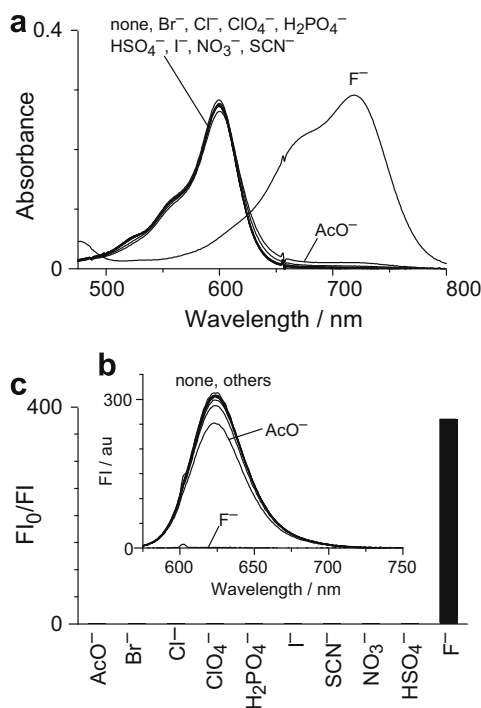 a
none, Br⁻, Cl⁻, ClO₄⁻, H₂PO₄⁻
HSO₄⁻, I⁻, NO₃⁻, SCN⁻
F⁻
AcO⁻
0.4
0
Absorbance
500
600
700
800
Wavelength / nm
b
none, others
AcO⁻
F⁻
300
0
FI / au
600
650
700
750
Wavelength / nm
c
400
0
FI₀/FI
AcO⁻
Br⁻
Cl⁻
ClO₄⁻
H₂PO₄⁻
I⁻
SCN⁻
NO₃⁻
HSO₄⁻
F⁻